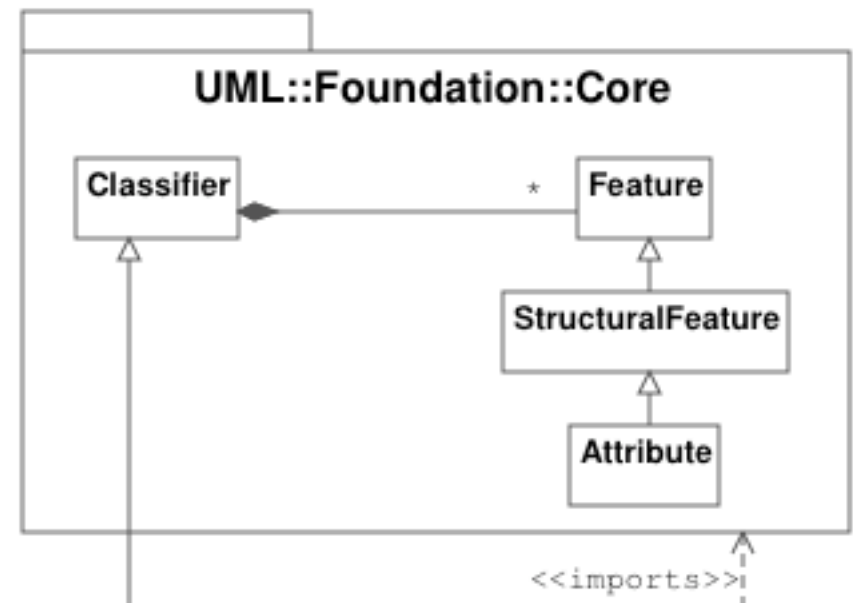 UML::Foundation::Core
Classifier
*
Feature
StructuralFeature
Attribute
<<imports>>